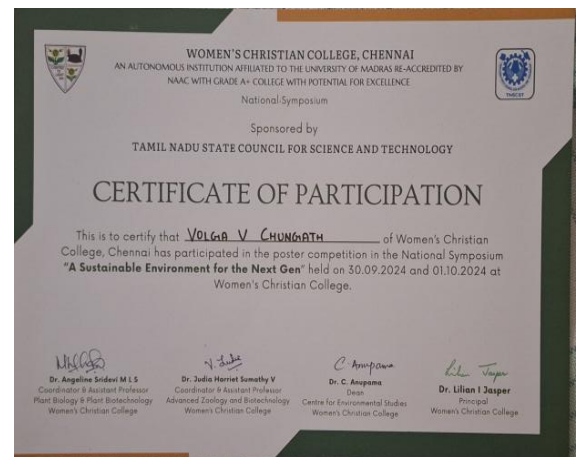 WOMEN'S CHRISTIAN COLLEGE, CHENNAI
AN AUTONOMOUS INSTITUTION AFFILIATED TO THE UNIVERSITY OF MADRAS RE-ACCREDITED BY
NAAC WITH GRADE A+ COLLEGE WITH POTENTIAL FOR EXCELLENCE
National Symposium
Sponsored by
TAMIL NADU STATE COUNCIL FOR SCIENCE AND TECHNOLOGY
TNSCST
CERTIFICATE OF PARTICIPATION
This is to certify that VOLGA V CHUNGATH of Women's Christian
College, Chennai has participated in the poster competition in the National Symposium
"A Sustainable Environment for the Next Gen" held on 30.09.2024 and 01.10.2024 at
Women's Christian College.
V. Judie
C. Anupama
Lilian Jasper
Dr. Angeline Sridevi M L S
Coordinator & Assistant Professor
Plant Biology & Plant Biotechnology
Women's Christian College
Dr. Judia Harriet Sumathy V
Coordinator & Assistant Professor
Advanced Zoology and Biotechnology
Women's Christian College
Dr. C. Anupama
Dean
Centre for Environmental Studies
Women's Christian College
Dr. Lilian I Jasper
Principal
Women's Christian College